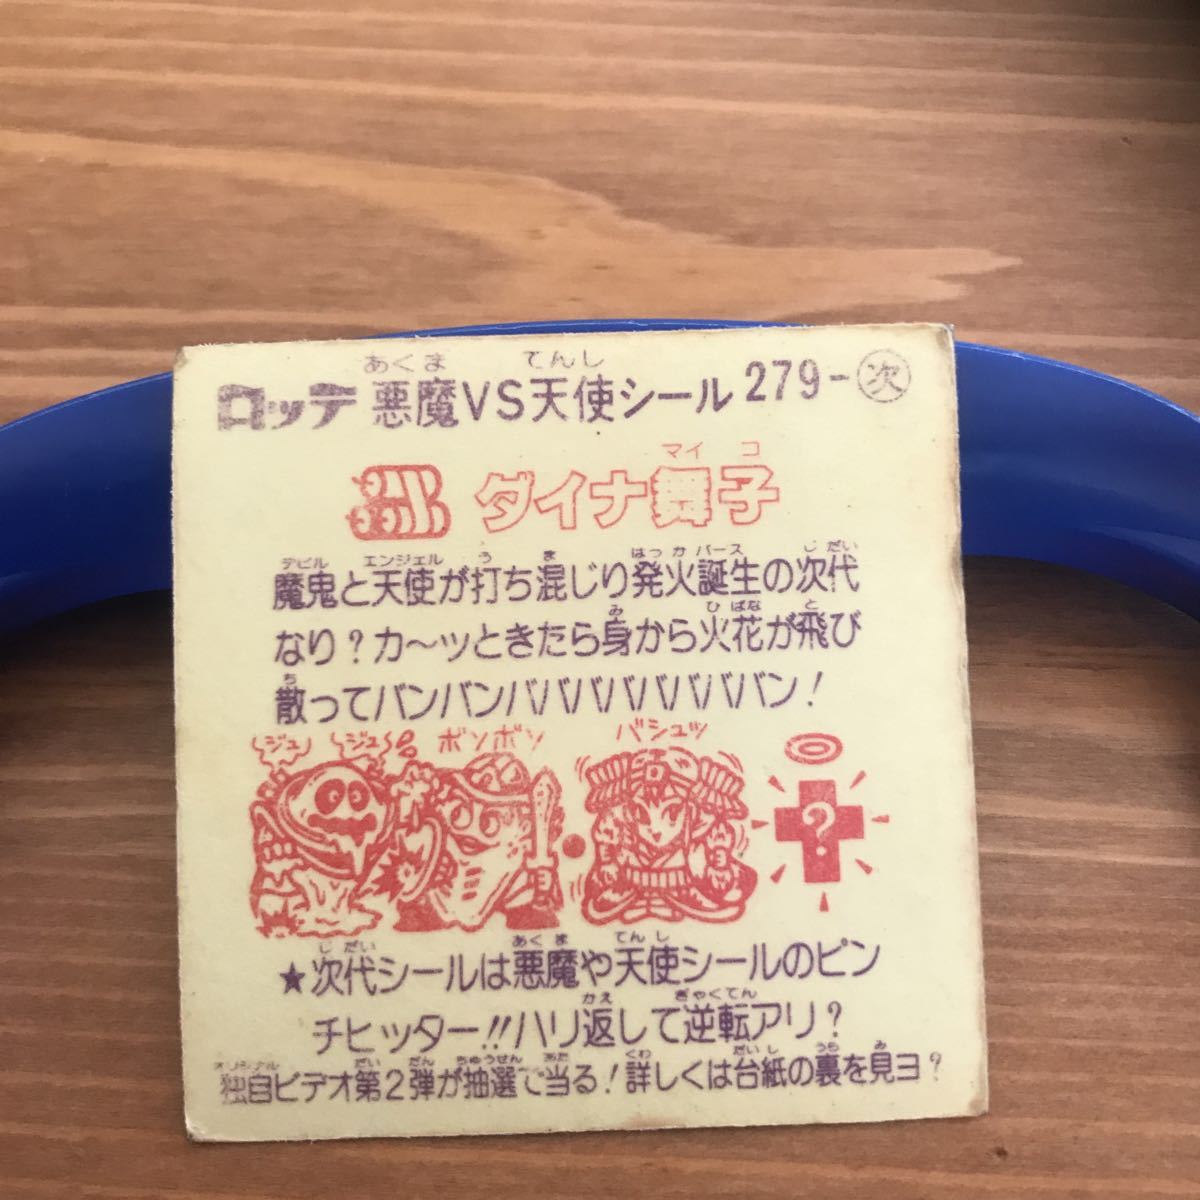 ロッテ 悪魔VS天使シール 279-次
あくま てんし
ダイナ舞子
マイコ
魔鬼と天使が打ち混じり発火誕生の次代
デビル エンジェル う ま はっか バース じだい
なり?カ〜ッときたら身から火花が飛び
み ひばな と
散ってバンバンババババババババン!
ち
ジュ ジュ ボンボン バシュッ
?
★次代シールは悪魔や天使シールのピン
じだい あくま てんし
チヒッター!!ハリ返して逆転アリ?
かえ ぎゃくてん
独自ビデオ第2弾が抽選で当る!詳しくは台紙の裏を見ヨ?
オリジナル だい だん ちゅうせん あた くわ だいし うら み